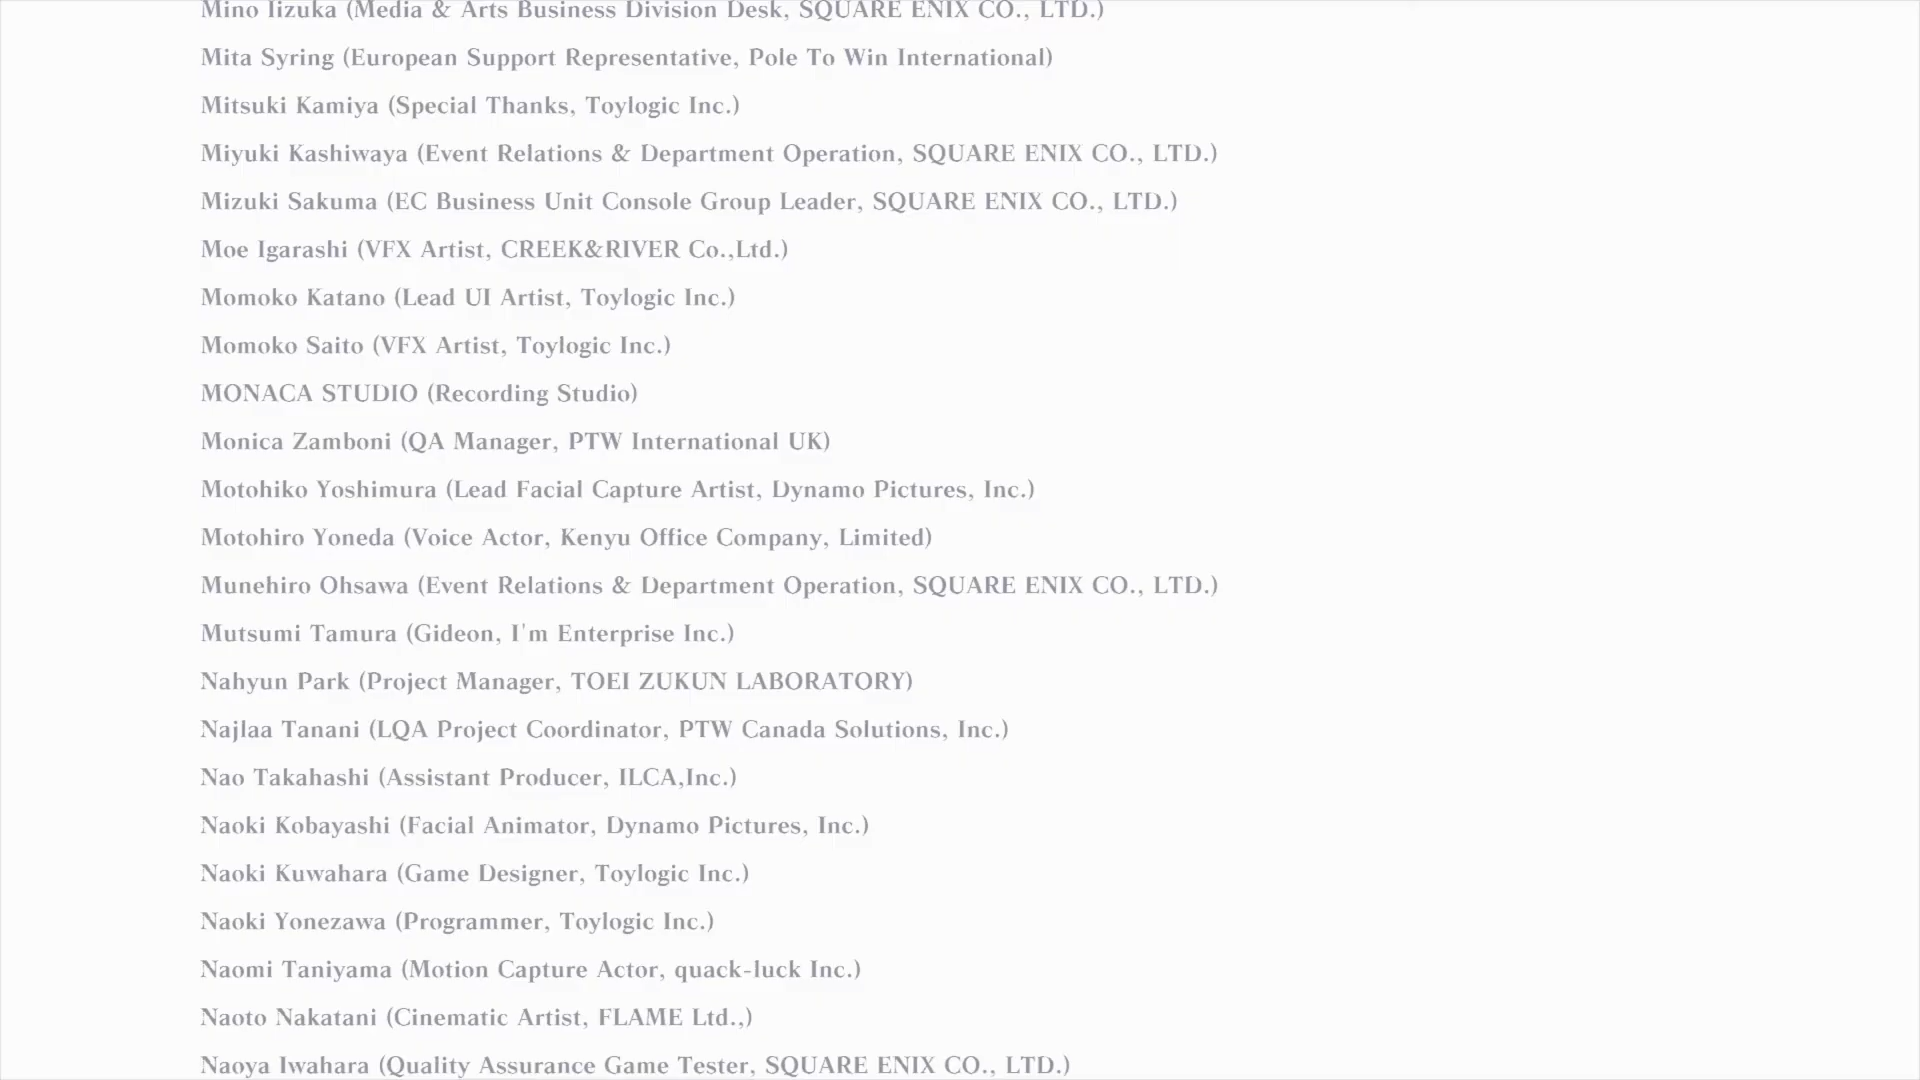 Mino Iizuka (Media & Arts Business Division Desk, SQUARE ENIX CO., LTD.)
Mita Syring (European Support Representative, Pole To Win International)
Mitsuki Kamiya (Special Thanks, Toylogic Inc.)
Miyuki Kashiwaya (Event Relations & Department Operation, SQUARE ENIX CO., LTD.)
Mizuki Sakuma (EC Business Unit Console Group Leader, SQUARE ENIX CO., LTD.)
Moe Igarashi (VFX Artist, CREEK&RIVER Co.,Ltd.)
Momoko Katano (Lead UI Artist, Toylogic Inc.)
Momoko Saito (VFX Artist, Toylogic Inc.)
MONACA STUDIO (Recording Studio)
Monica Zamboni (QA Manager, PTW International UK)
Motohiko Yoshimura (Lead Facial Capture Artist, Dynamo Pictures, Inc.)
Motohiro Yoneda (Voice Actor, Kenyu Office Company, Limited)
Munehiro Ohsawa (Event Relations & Department Operation, SQUARE ENIX CO., LTD.)
Mutsumi Tamura (Gideon, I'm Enterprise Inc.)
Nahyun Park (Project Manager, TOEI ZUKUN LABORATORY)
Najlaa Tanani (LQA Project Coordinator, PTW Canada Solutions, Inc.)
Nao Takahashi (Assistant Producer, ILCA,Inc.)
Naoki Kobayashi (Facial Animator, Dynamo Pictures, Inc.)
Naoki Kuwahara (Game Designer, Toylogic Inc.)
Naoki Yonezawa (Programmer, Toylogic Inc.)
Naomi Taniyama (Motion Capture Actor, quack-luck Inc.)
Naoto Nakatani (Cinematic Artist, FLAME Ltd.,)
Naoya Iwahara (Quality Assurance Game Tester, SQUARE ENIX CO., LTD.)